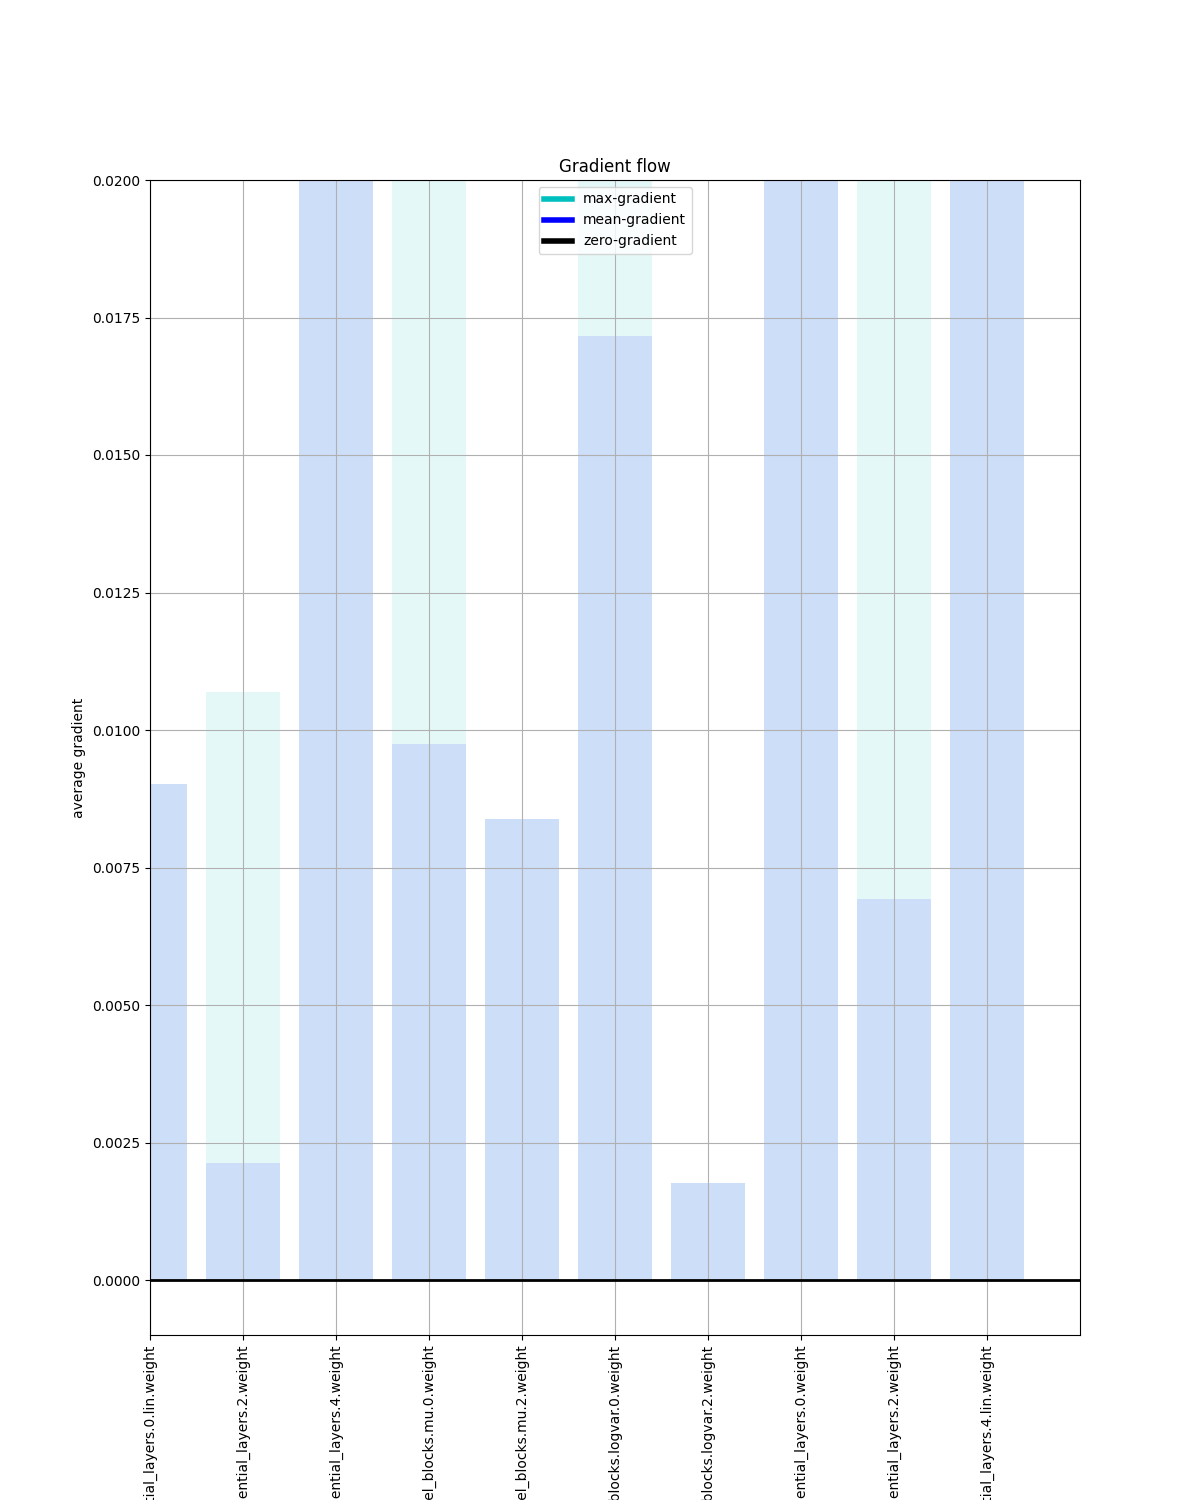 Gradient flow
max-gradient
mean-gradient
zero-gradient
0.0200
0.0175
0.0150
0.0125
0.0100
0.0075
0.0050
0.0025
0.0000
average gradient
tial_layers.0.lin.weight
ential_layers.2.weight
ential_layers.4.weight
el_blocks.mu.0.weight
el_blocks.mu.2.weight
blocks.logvar.0.weight
blocks.logvar.2.weight
ential_layers.0.weight
ential_layers.2.weight
tial_layers.4.lin.weight